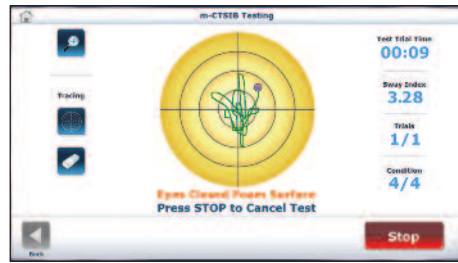 m-CTSIB Testing
Test Trial Time
00:09
Tracing
Sway Index
3.28
Trials
1/1
Condition
4/4
Eyes Closed Foam Surface
Press STOP to Cancel Test
Back
Stop